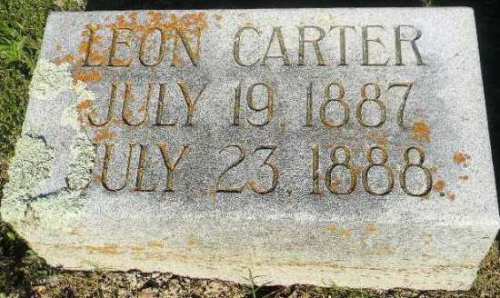 LEON CARTER
JULY 19, 1887
JULY 23, 1888.